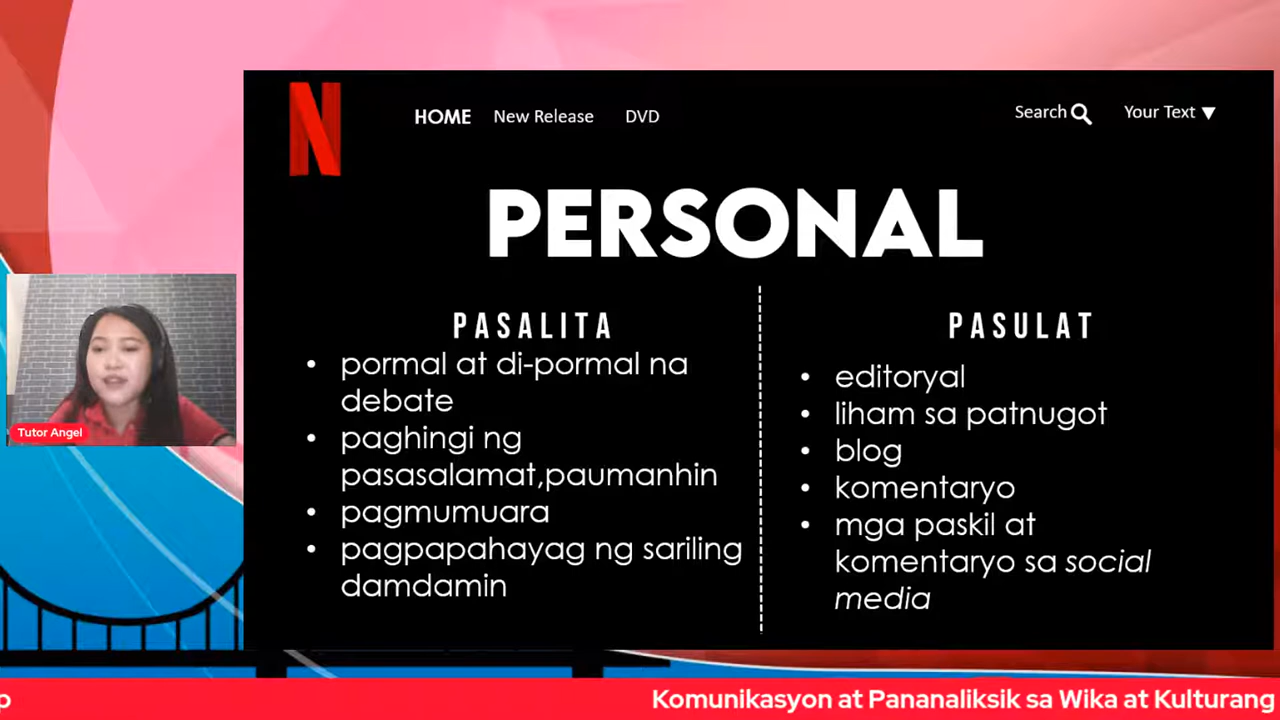 N
HOME New Release DVD Search Your Text
PERSONAL
PASALITA
• pormal at di-pormal na
debate
• paghingi ng
pasasalamat,paumanhin
• pagmumuara
• pagpapahayag ng sariling
damdamin
PASULAT
• editoryal
• liham sa patnugot
• blog
• komentaryo
• mga paskil at
komentaryo sa social
media
Tutor Angel
p Komunikasyon at Pananaliksik sa Wika at Kulturang